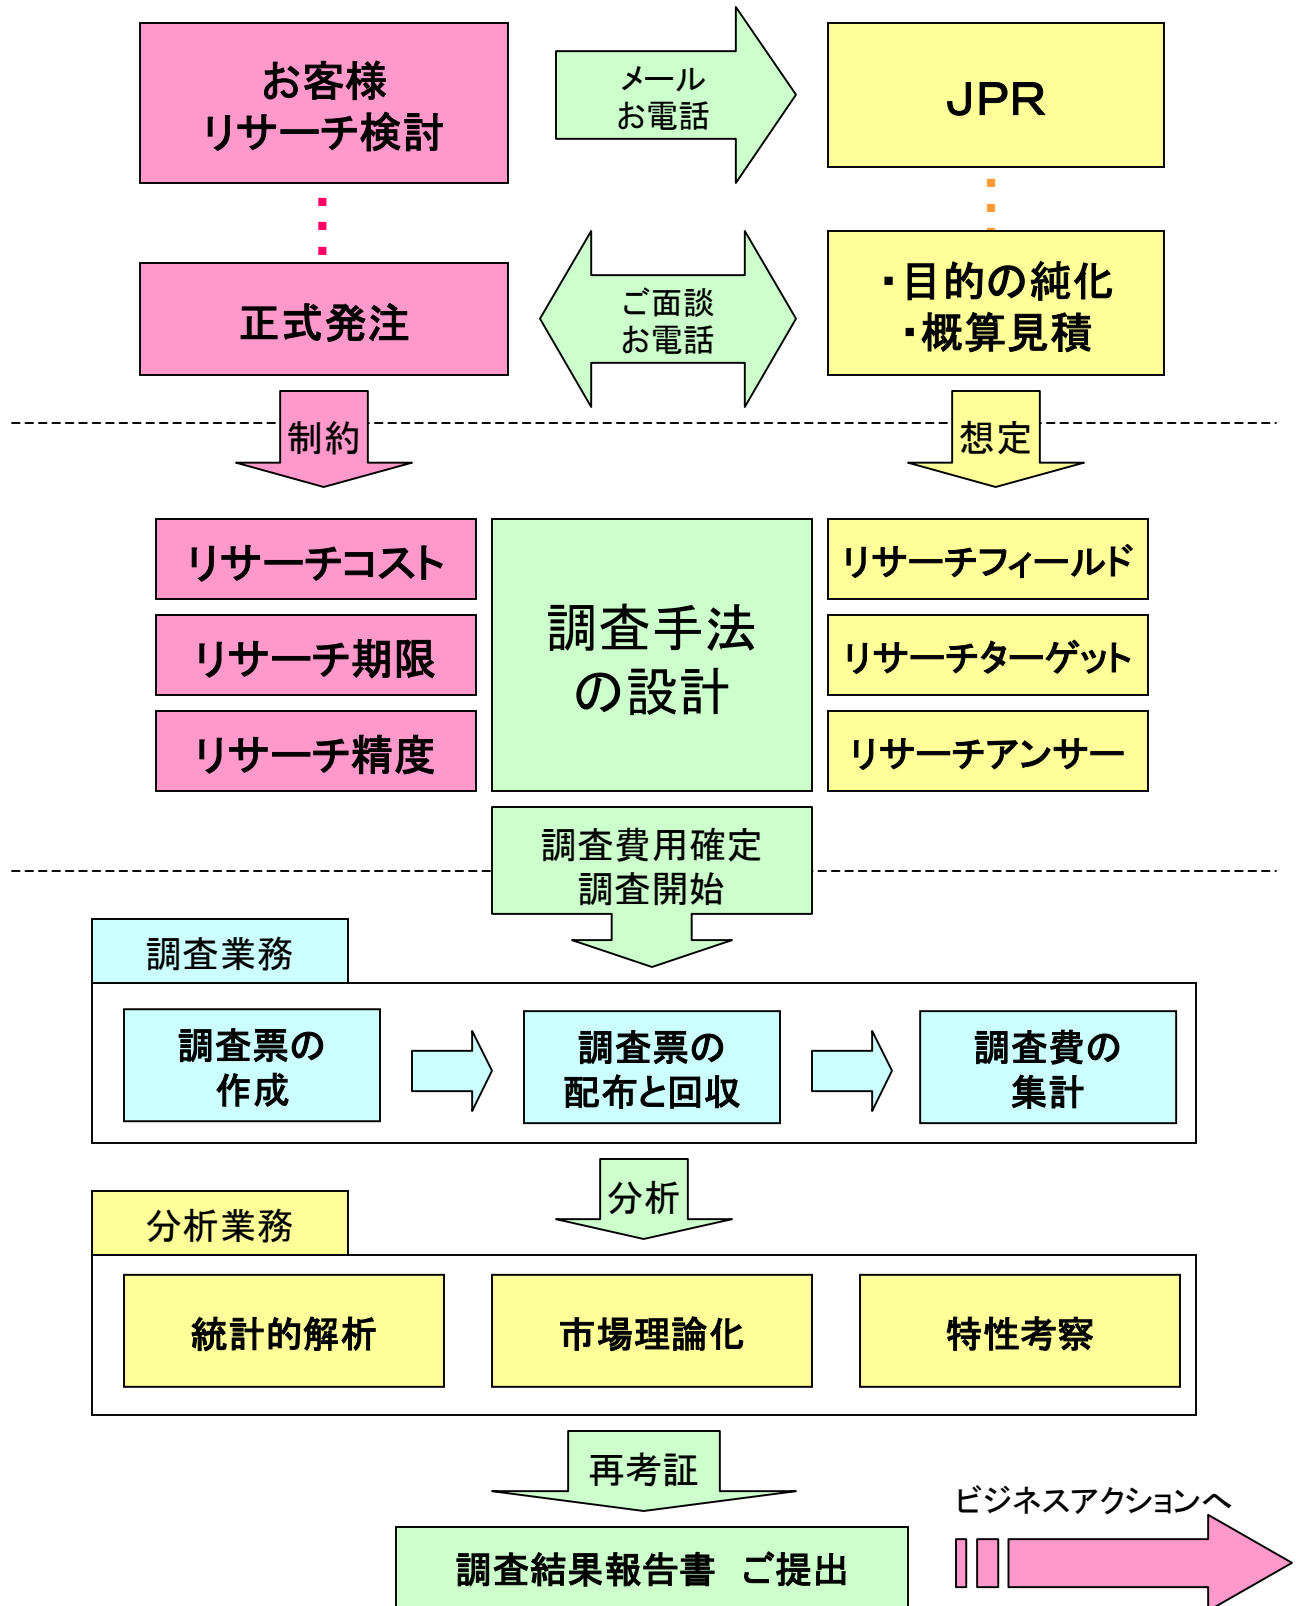 お客様
リサーチ検討
メール
お電話
JPR
正式発注
ご面談
お電話
・目的の純化
・概算見積
制約
想定
リサーチコスト
リサーチ期限
リサーチ精度
調査手法
の設計
リサーチフィールド
リサーチターゲット
リサーチアンサー
調査費用確定
調査開始
調査業務
調査票の
作成
調査票の
配布と回収
調査費の
集計
分析
分析業務
統計的解析
市場理論化
特性考察
再考証
ビジネスアクションへ
調査結果報告書　ご提出